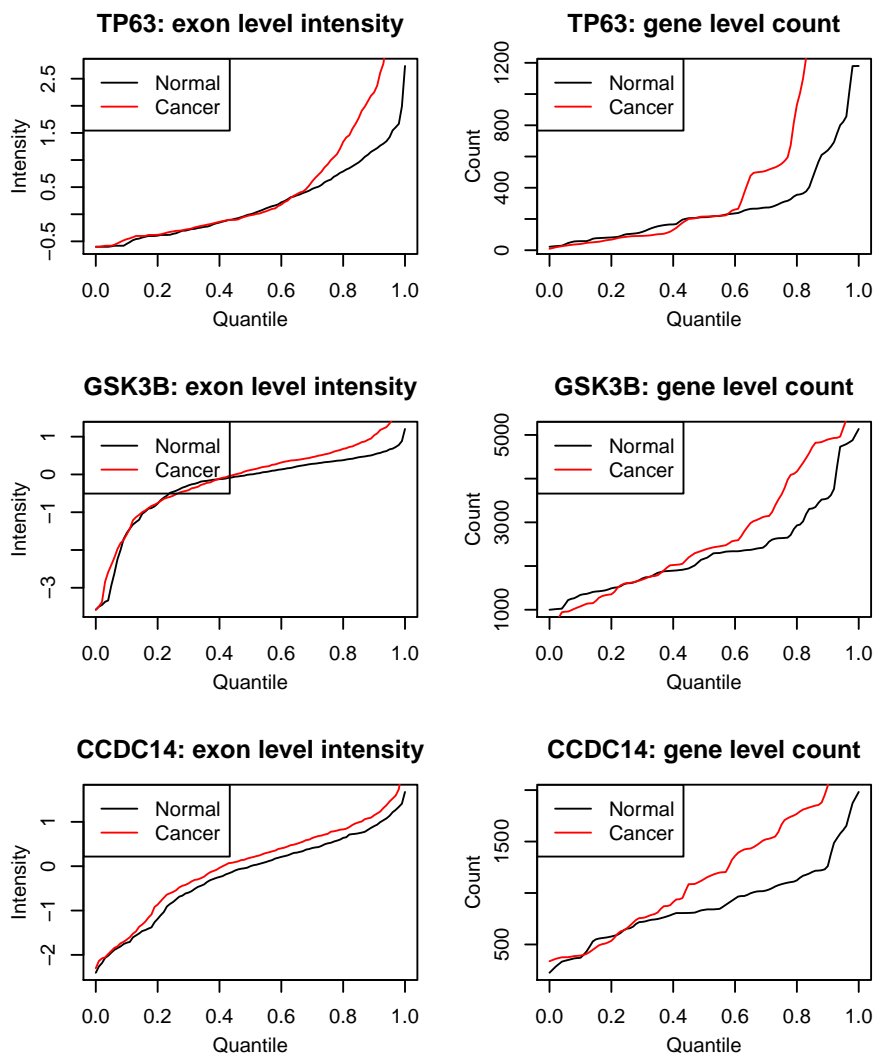 TP63: exon level intensity
Normal
Cancer
Intensity
2.5
1.5
0.5
−0.5
0.0 0.2 0.4 0.6 0.8 1.0
Quantile
TP63: gene level count
Normal
Cancer
Count
1200
800
400
0
0.0 0.2 0.4 0.6 0.8 1.0
Quantile
GSK3B: exon level intensity
Normal
Cancer
Intensity
1
0
−1
−3
0.0 0.2 0.4 0.6 0.8 1.0
Quantile
GSK3B: gene level count
Normal
Cancer
Count
5000
3000
1000
0.0 0.2 0.4 0.6 0.8 1.0
Quantile
CCDC14: exon level intensity
Normal
Cancer
Intensity
1
0
−1
−2
0.0 0.2 0.4 0.6 0.8 1.0
Quantile
CCDC14: gene level count
Normal
Cancer
Count
1500
500
0.0 0.2 0.4 0.6 0.8 1.0
Quantile